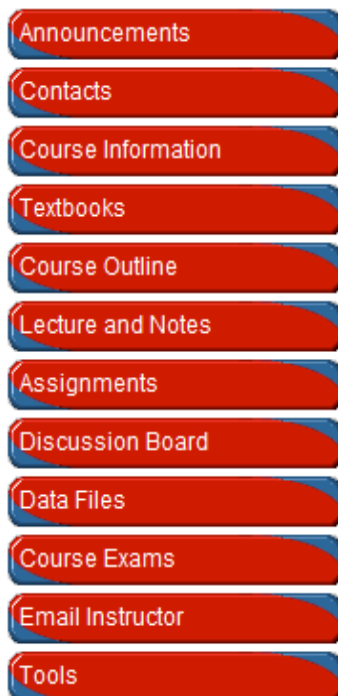 Announcements
Contacts
Course Information
Textbooks
Course Outline
Lecture and Notes
Assignments
Discussion Board
Data Files
Course Exams
Email Instructor
Tools